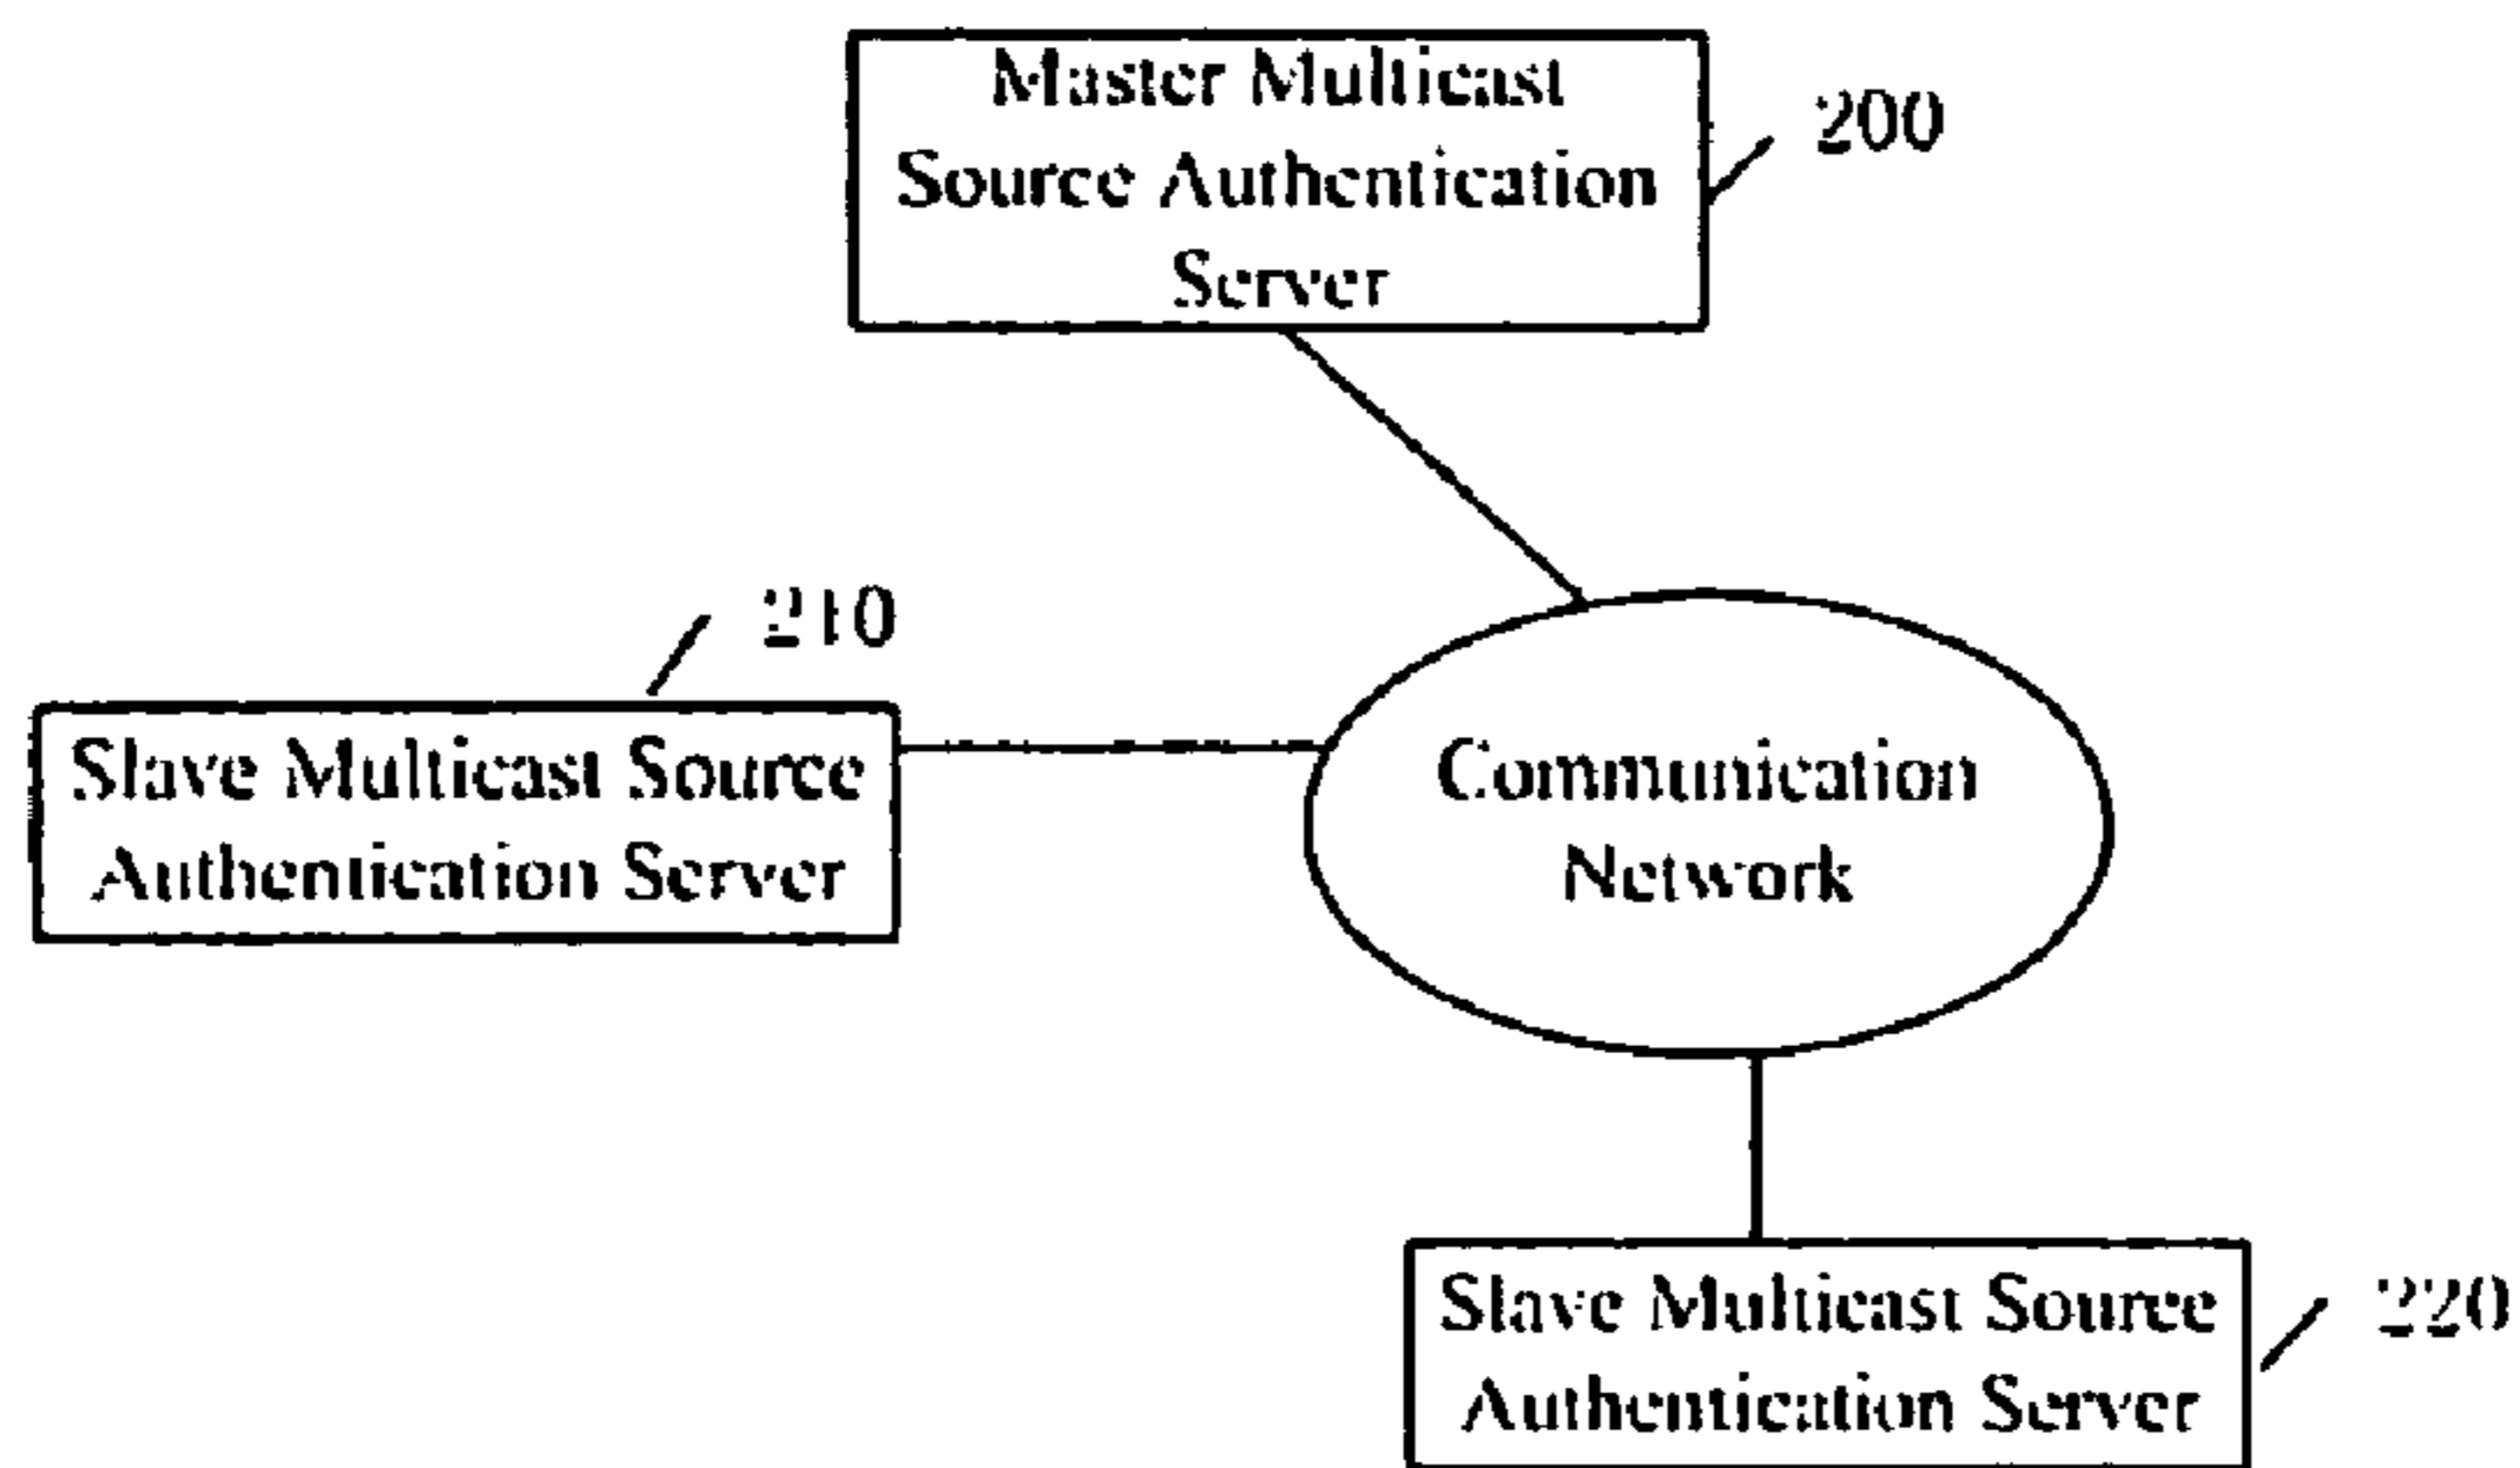 Master Multicast
Source Authentication
Server
200
210
Slave Multicast Source
Authentication Server
Communication
Network
Slave Multicast Source
Authentication Server
220